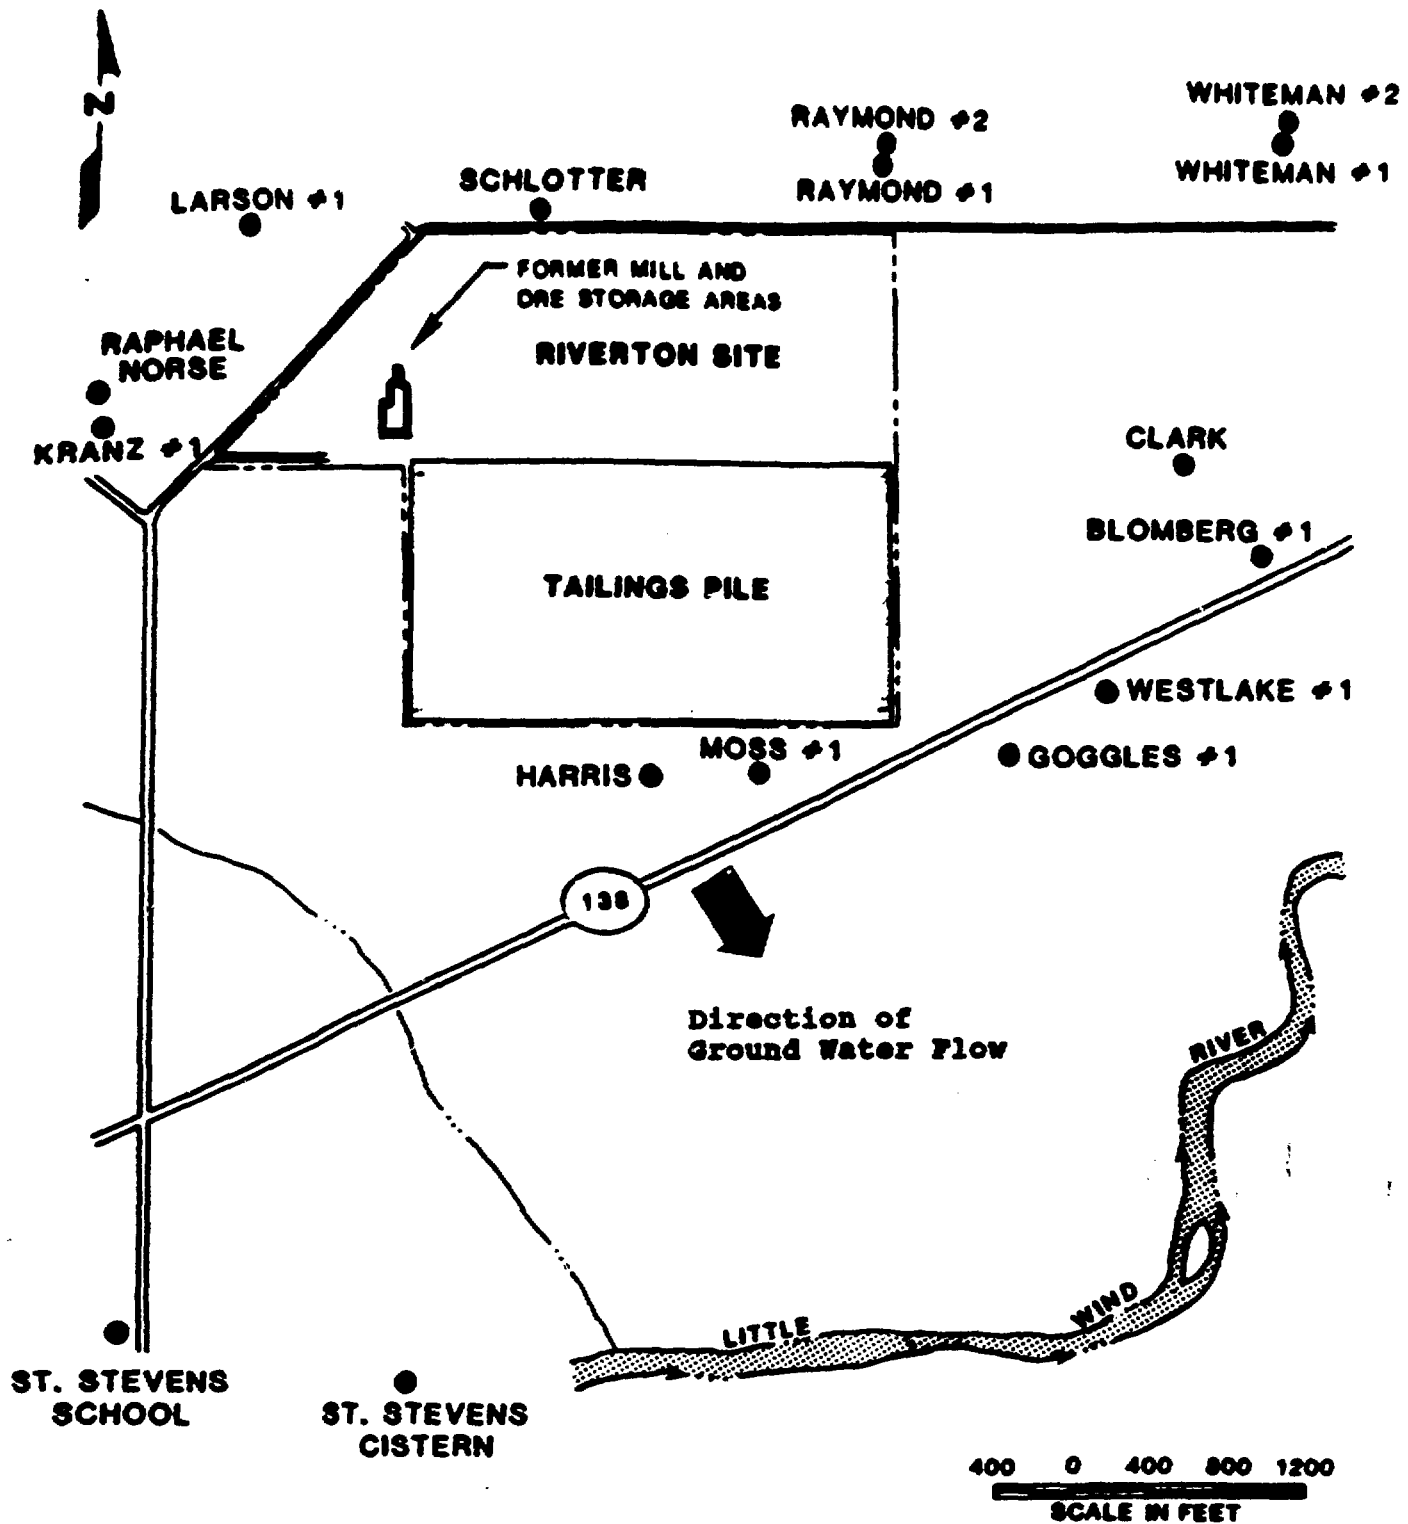 N
WHITEMAN #2
RAYMOND #2
WHITEMAN #1
SCHLOTTER
RAYMOND #1
LARSON #1
FORMER MILL AND
ORE STORAGE AREAS
RAPHAEL
NORSE
RIVERTON SITE
KRANZ #1
CLARK
BLOMBERG #1
TAILINGS PILE
WESTLAKE #1
MOSS #1
GOGGLES #1
HARRIS
138
Direction of
Ground Water Flow
RIVER
WIND
LITTLE
ST. STEVENS
SCHOOL
ST. STEVENS
CISTERN
400 0 400 800 1200
SCALE IN FEET